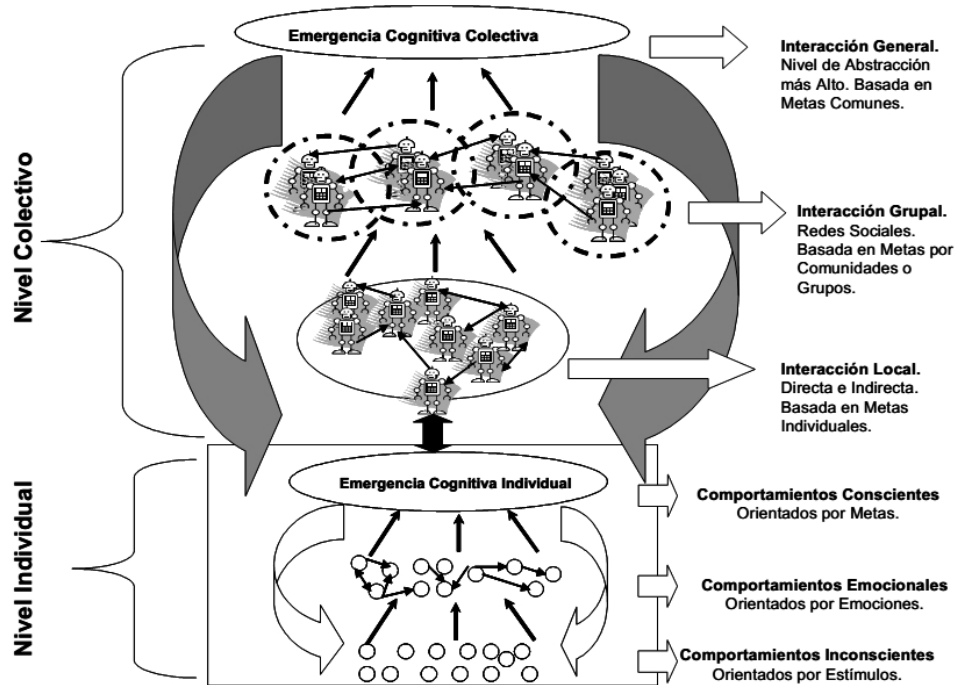 Emergencia Cognitiva Colectiva
Interacción General.
Nivel de Abstracción
más Alto. Basada en
Metas Comunes.
Nivel Colectivo
Interacción Grupal.
Redes Sociales.
Basada en Metas por
Comunidades o
Grupos.
Interacción Local.
Directa e Indirecta.
Basada en Metas
Individuales.
Nivel Individual
Emergencia Cognitiva Individual
Comportamientos Conscientes
Orientados por Metas.
Comportamientos Emocionales
Orientados por Emociones.
Comportamientos Inconscientes
Orientados por Estímulos.